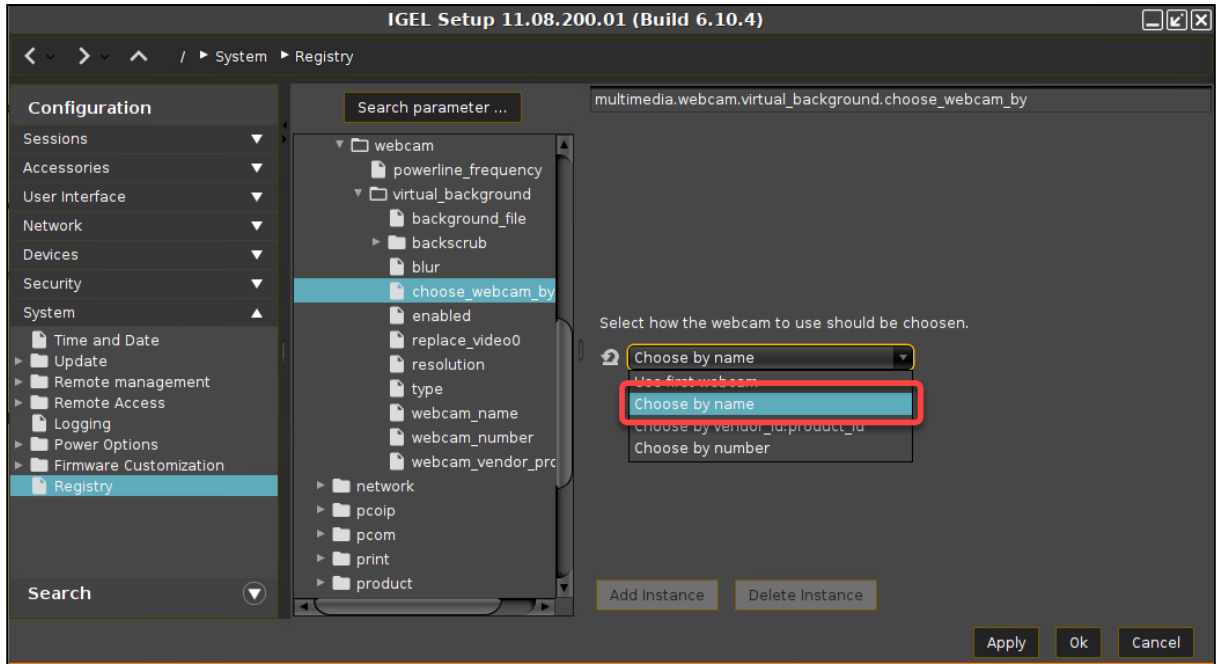 IGEL Setup 11.08.200.01 (Build 6.10.4)
/ System Registry
Configuration
Sessions
Accessories
User Interface
Network
Devices
Security
System
Time and Date
Update
Remote management
Remote Access
Logging
Power Options
Firmware Customization
Registry
Search
Search parameter ...
webcam
powerline_frequency
virtual_background
background_file
backscrub
blur
choose_webcam_by
enabled
replace_video0
resolution
type
webcam_name
webcam_number
webcam_vendor_prc
network
pcoip
pcom
print
product
multimedia.webcam.virtual_background.choose_webcam_by
Select how the webcam to use should be choosen.
Choose by name
Use first webcam
Choose by name
Choose by vendor_id:product_id
Choose by number
Add Instance Delete Instance
Apply Ok Cancel